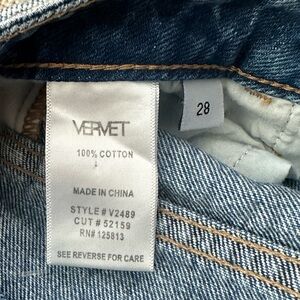 VERVET
100% COTTON
MADE IN CHINA
STYLE # V2489
CUT # 52159
RN# 125813
SEE REVERSE FOR CARE
28